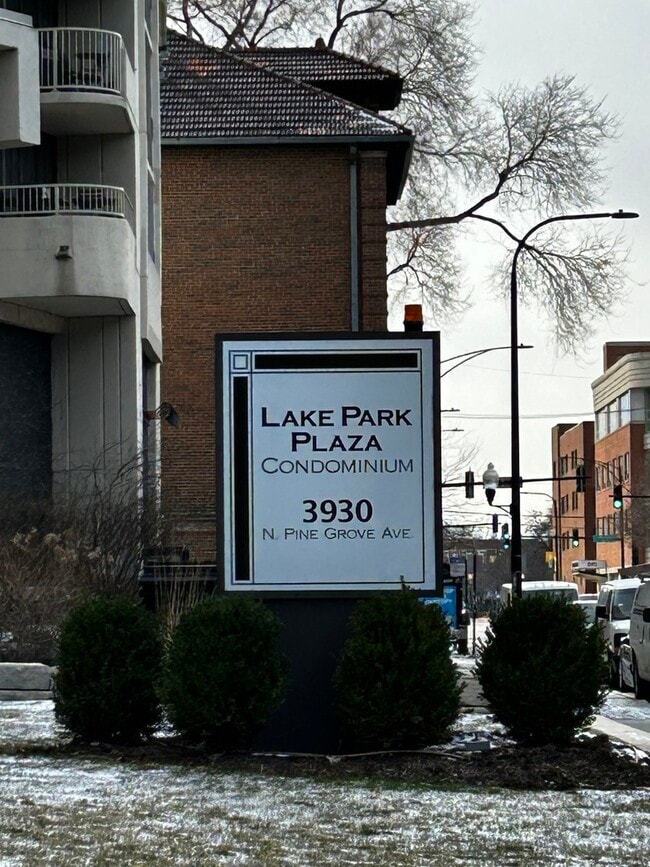 Lake Park
Plaza
Condominium
3930
N. Pine Grove Ave.